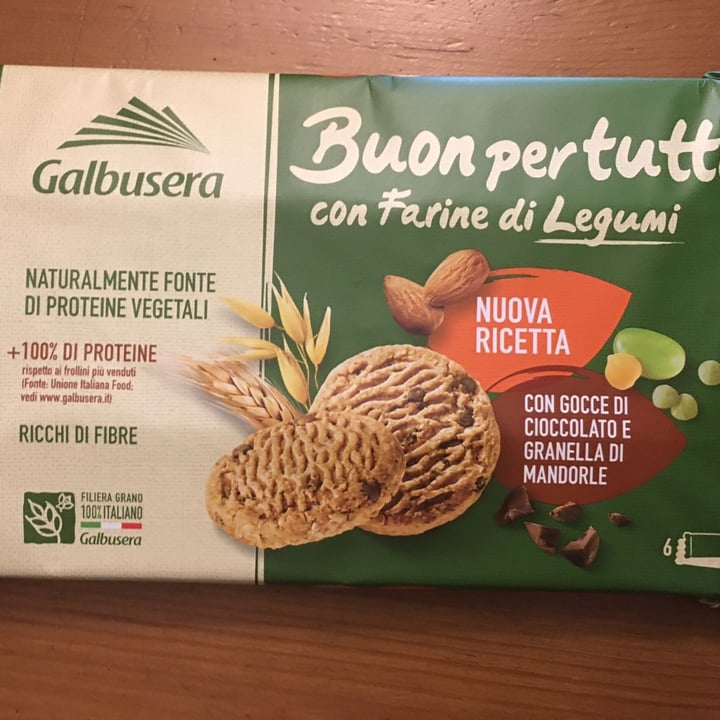 Galbusera
NATURALMENTE FONTE
DI PROTEINE VEGETALI
+100% DI PROTEINE
rispetto ai frollini più venduti
(Fonte: Unione Italiana Food;
vedi www.galbusera.it)
RICCHI DI FIBRE
FILIERA GRANO
100% ITALIANO
Galbusera
Buon per tutti
con Farine di Legumi
NUOVA
RICETTA
CON GOCCE DI
CIOCCOLATO E
GRANELLA DI
MANDORLE
6